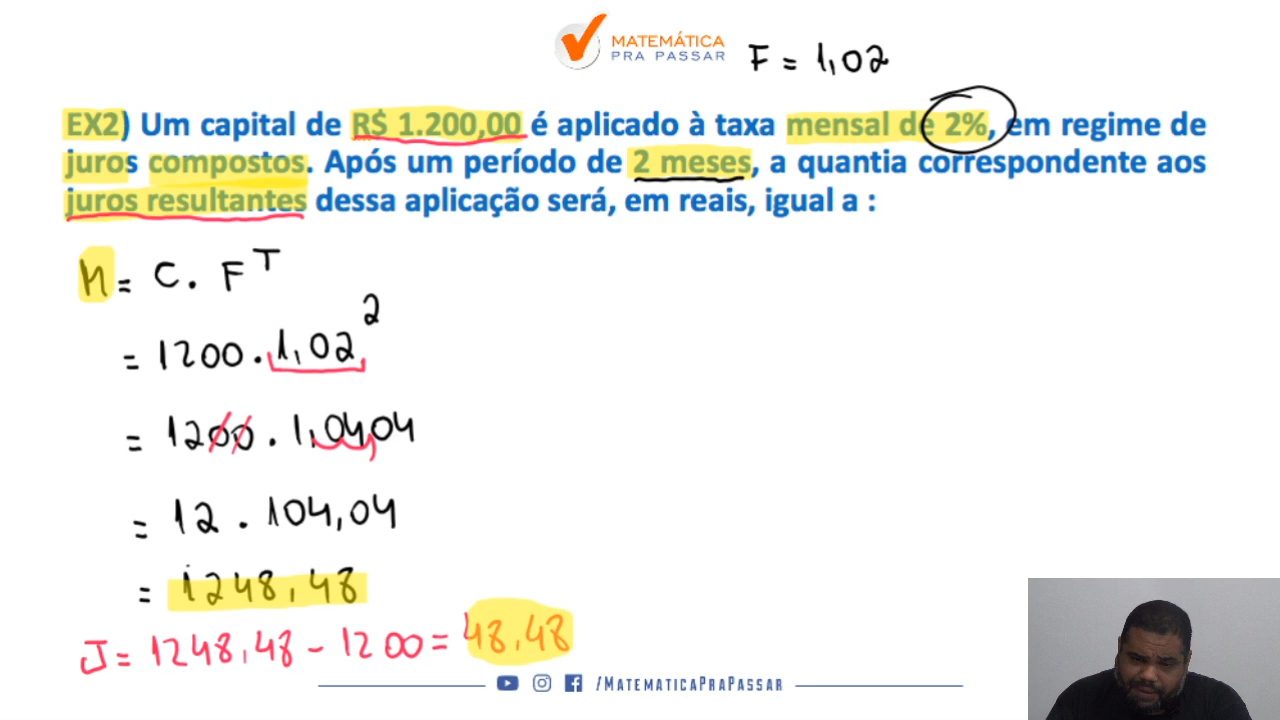 MATEMÁTICA
PRA PASSAR
F = 1,02
EX2) Um capital de R$ 1.200,00 é aplicado à taxa mensal de 2%, em regime de
juros compostos. Após um período de 2 meses, a quantia correspondente aos
juros resultantes dessa aplicação será, em reais, igual a :
M = C . F^T
= 1200 . 1,02^2
= 1200 . 1,0404
= 12 . 104,04
= 1248,48
J = 1248,48 - 1200 = 48,48
/MATEMATICAPRAPASSAR